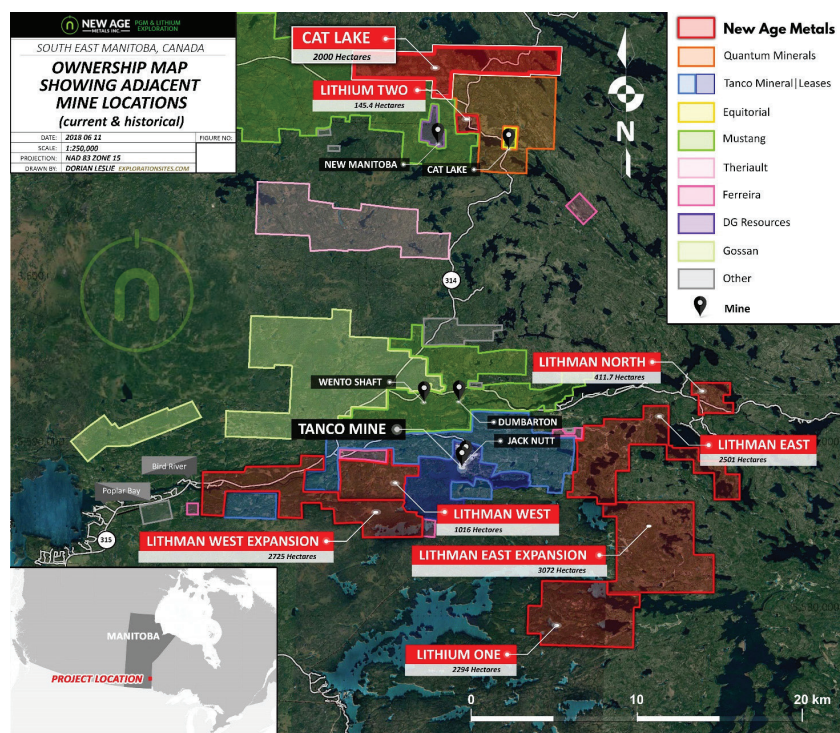 NEW AGE
METALS INC.
PGM & LITHIUM
EXPLORATION
SOUTH EAST MANITOBA, CANADA
OWNERSHIP MAP
SHOWING ADJACENT
MINE LOCATIONS
(current & historical)
DATE: 2018 06 11 FIGURE NO:
SCALE: 1:250,000
PROJECTION: NAD 83 ZONE 15
DRAWN BY: DORIAN LESLIE EXPLORATIONSITES.COM
New Age Metals
Quantum Minerals
Tanco Mineral|Leases
Equitorial
Mustang
Theriault
Ferreira
DG Resources
Gossan
Other
Mine
N
CAT LAKE
2000 Hectares
LITHIUM TWO
145.4 Hectares
NEW MANITOBA
CAT LAKE
314
LITHMAN NORTH
411.7 Hectares
WENTO SHAFT
TANCO MINE
DUMBARTON
JACK NUTT
LITHMAN EAST
2501 Hectares
Bird River
Poplar Bay
LITHMAN WEST
1016 Hectares
315
LITHMAN WEST EXPANSION
2725 Hectares
LITHMAN EAST EXPANSION
3072 Hectares
LITHIUM ONE
2294 Hectares
MANITOBA
PROJECT LOCATION
0 10 20 km